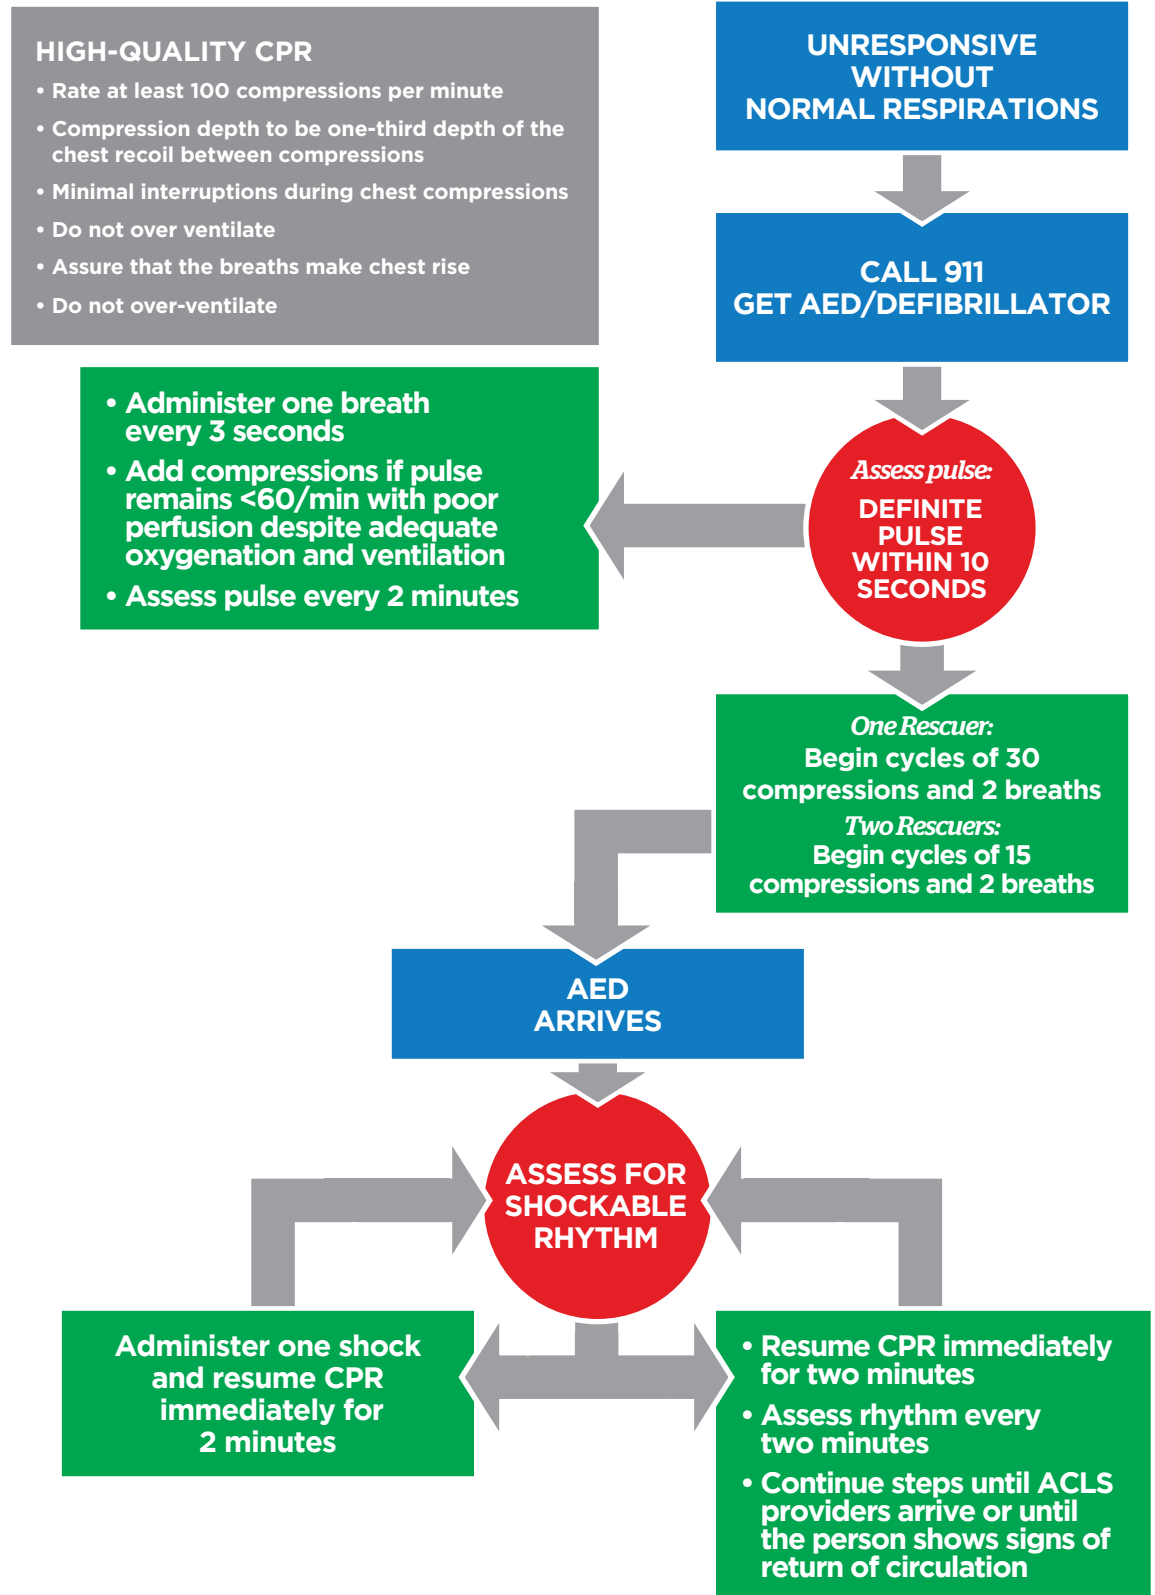 HIGH-QUALITY CPR
• Rate at least 100 compressions per minute
• Compression depth to be one-third depth of the
chest recoil between compressions
• Minimal interruptions during chest compressions
• Do not over ventilate
• Assure that the breaths make chest rise
• Do not over-ventilate
UNRESPONSIVE
WITHOUT
NORMAL RESPIRATIONS
CALL 911
GET AED/DEFIBRILLATOR
Assess pulse:
DEFINITE
PULSE
WITHIN 10
SECONDS
• Administer one breath
every 3 seconds
• Add compressions if pulse
remains <60/min with poor
perfusion despite adequate
oxygenation and ventilation
• Assess pulse every 2 minutes
One Rescuer:
Begin cycles of 30
compressions and 2 breaths
Two Rescuers:
Begin cycles of 15
compressions and 2 breaths
AED
ARRIVES
ASSESS FOR
SHOCKABLE
RHYTHM
Administer one shock
and resume CPR
immediately for
2 minutes
• Resume CPR immediately
for two minutes
• Assess rhythm every
two minutes
• Continue steps until ACLS
providers arrive or until
the person shows signs of
return of circulation